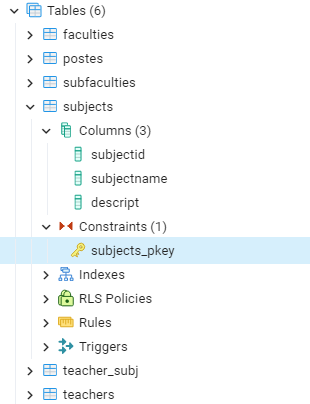 Tables (6)
faculties
postes
subfaculties
subjects
Columns (3)
subjectid
subjectname
descript
Constraints (1)
subjects_pkey
Indexes
RLS Policies
Rules
Triggers
teacher_subj
teachers